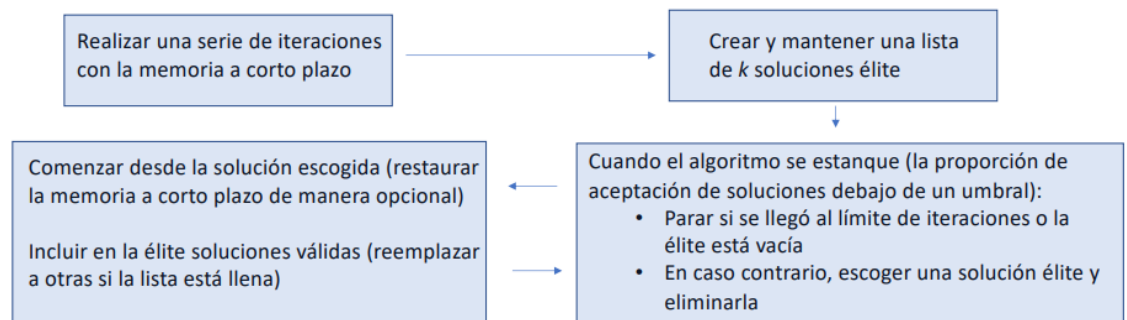 Realizar una serie de iteraciones
con la memoria a corto plazo
Crear y mantener una lista
de k soluciones élite
Cuando el algoritmo se estanque (la proporción de
aceptación de soluciones debajo de un umbral):
• Parar si se llegó al límite de iteraciones o la
élite está vacía
• En caso contrario, escoger una solución élite y
eliminarla
Comenzar desde la solución escogida (restaurar
la memoria a corto plazo de manera opcional)
Incluir en la élite soluciones válidas (reemplazar
a otras si la lista está llena)